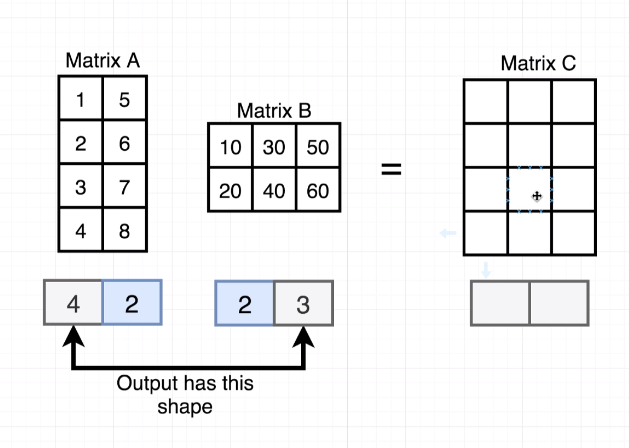 Matrix A
1 5
2 6
3 7
4 8
Matrix B
10 30 50
20 40 60
=
Matrix C
4 2
2 3
Output has this
shape